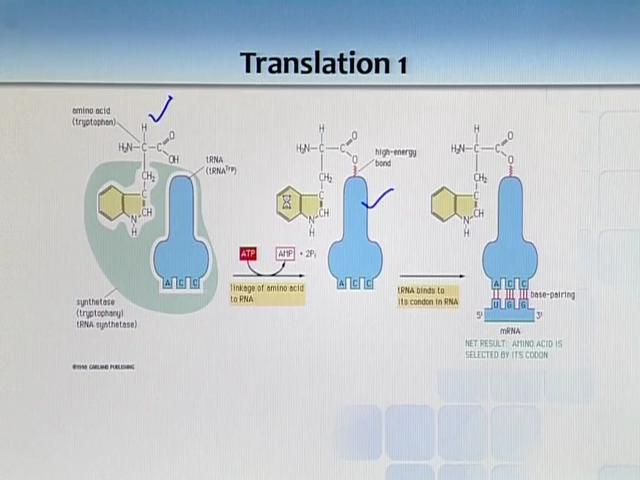 Translation 1
amino acid
(tryptophan)
H
H₂N-C-C
O
OH
CH₂
C
CH
N
H
tRNA
(tRNATrp)
A C C
synthetase
(tryptophanyl
tRNA synthetase)
©1998 GARLAND PUBLISHING
ATP
AMP + 2Pi
linkage of amino acid
to RNA
H
H₂N-C-C
O
O
CH₂
C
CH
N
H
high-energy
bond
A C C
tRNA binds to
its condon in RNA
H
H₂N-C-C
O
O
CH₂
C
CH
N
H
A C C
base-pairing
U G G
5' 3'
mRNA
NET RESULT: AMINO ACID IS
SELECTED BY ITS CODON